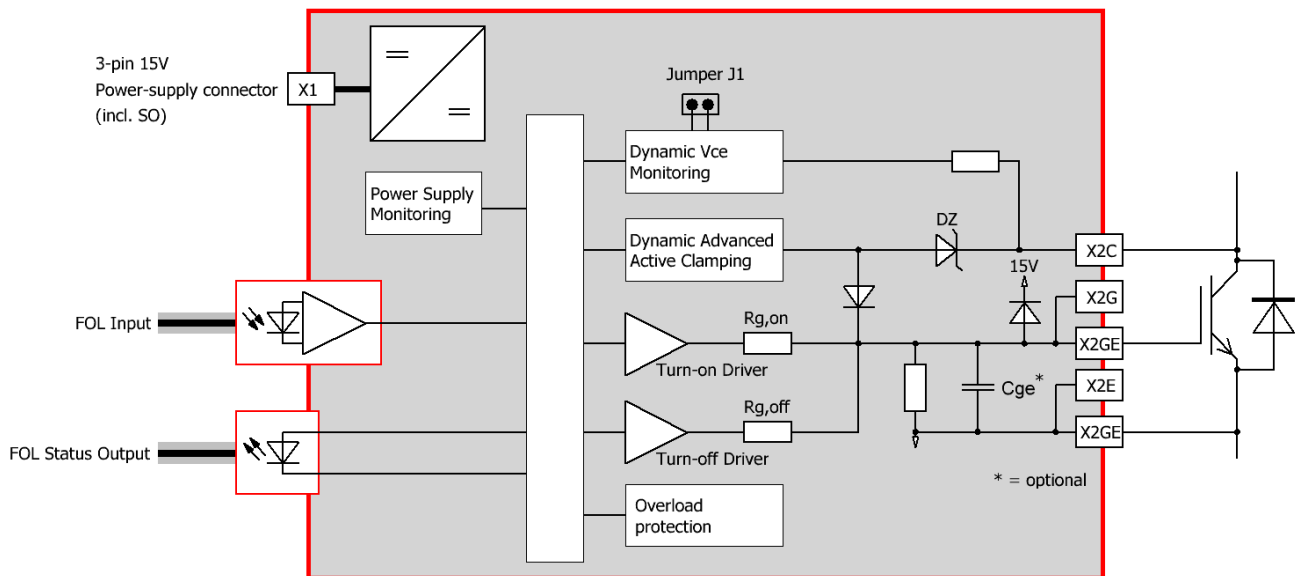 3-pin 15V
Power-supply connector
(incl. SO)
X1
Jumper J1
Dynamic Vce
Monitoring
Power Supply
Monitoring
Dynamic Advanced
Active Clamping
DZ
15V
X2C
X2G
X2GE
X2E
X2GE
FOL Input
Rg,on
Turn-on Driver
Cge*
Rg,off
Turn-off Driver
FOL Status Output
* = optional
Overload
protection